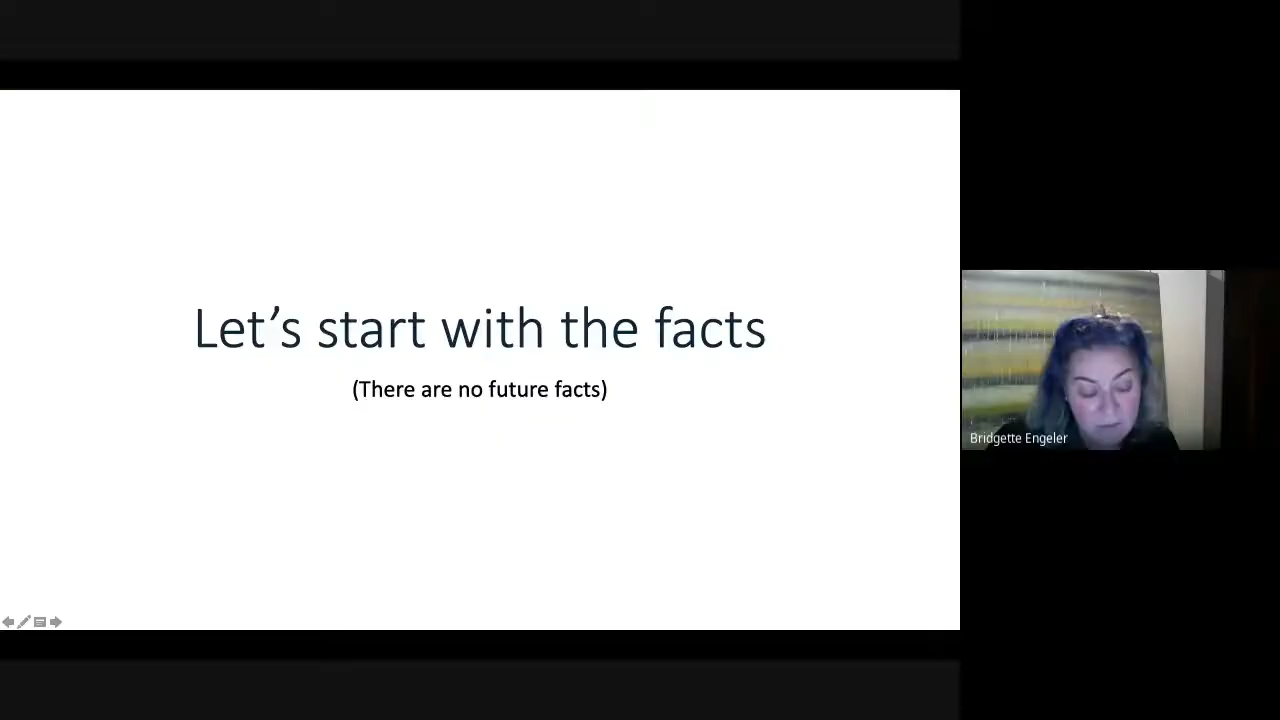 Let’s start with the facts
(There are no future facts)
Bridgette Engeler